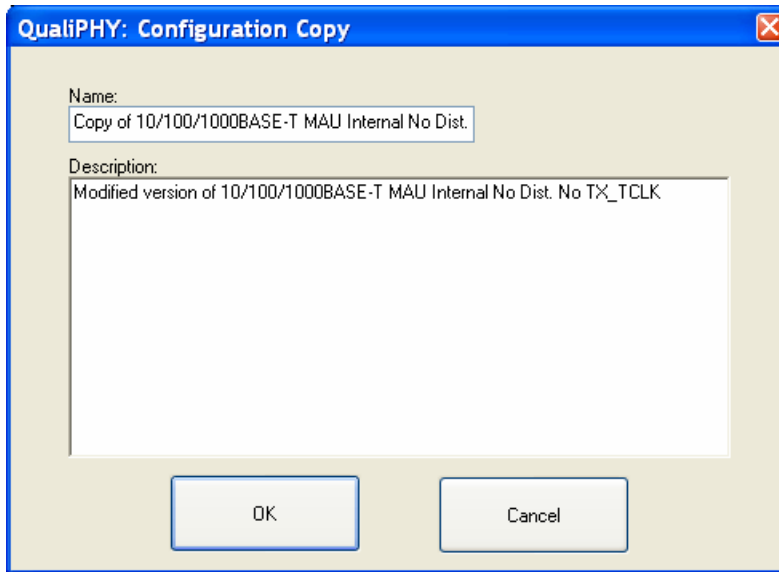 QualiPHY: Configuration Copy
Name:
Copy of 10/100/1000BASE-T MAU Internal No Dist.
Description:
Modified version of 10/100/1000BASE-T MAU Internal No Dist. No TX_TCLK
OK
Cancel